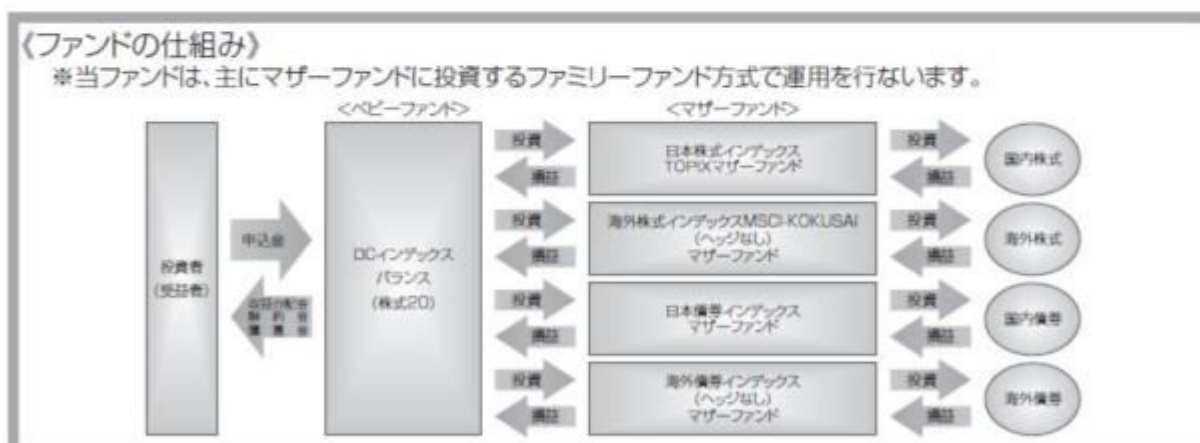 《ファンドの仕組み》
※当ファンドは、主にマザーファンドに投資するファミリーファンド方式で運用を行ないます。
<ベビーファンド>
<マザーファンド>
投資者
(受益者)
申込金
収益分配金
解約金
償還金
DCインデックス
バランス
(株式20)
投資
損益
日本株式インデックス
TOPIXマザーファンド
投資
損益
国内株式
投資
損益
海外株式インデックスMSCI-KOKUSAI
(ヘッジなし)
マザーファンド
投資
損益
海外株式
投資
損益
日本債券インデックス
マザーファンド
投資
損益
国内債券
投資
損益
海外債券インデックス
(ヘッジなし)
マザーファンド
投資
損益
海外債券